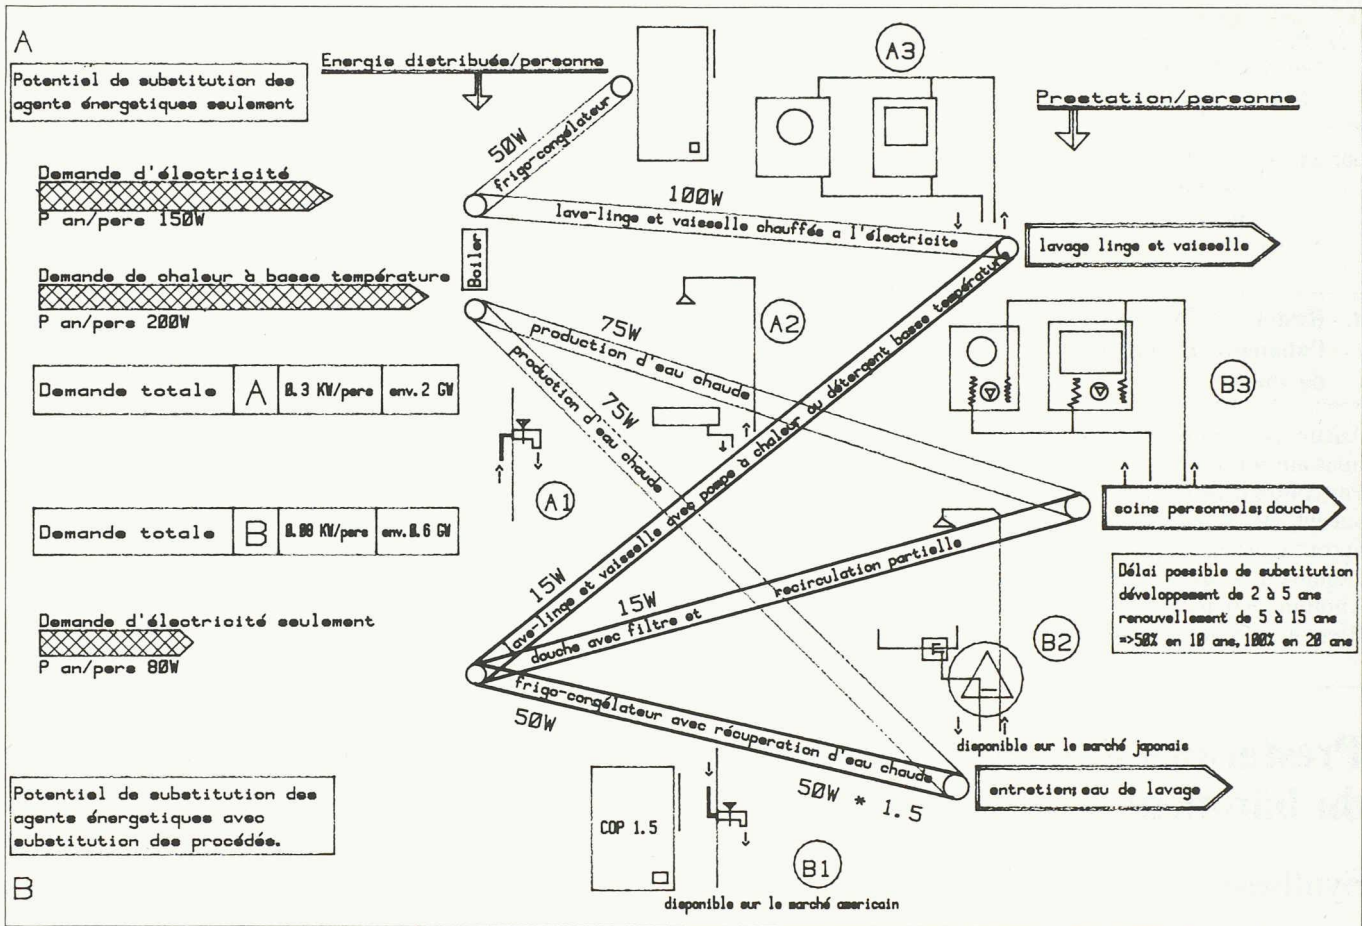 A
Potentiel de substitution des
agents énergetiques seulement
Energie distribuée/personne
A3
Prestation/personne
50W
frigo-congélateur
Demande d'électricité
P an/pers 150W
100W
lave-linge et vaisselle chauffés a l'électricite
lavage linge et vaisselle
Boiler
Demande de chaleur à basse température
P an/pers 200W
75W
production d'eau chaude
A2
75W
production d'eau chaude
B3
Demande totale A 0.3 KW/pers env.2 GW
A1
15W
lave-linge et vaisselle avec pompe à chaleur ou détergent basse température
soins personnels; douche
Demande totale B 0.08 KW/pers env.0.6 GW
15W
douche avec filtre et recirculation partielle
Délai possible de substitution
développement de 2 à 5 ans
renouvellement de 5 à 15 ans
=>50% en 10 ans, 100% en 20 ans
Demande d'électricité seulement
P an/pers 80W
B2
50W
frigo-congélateur avec récuperation d'eau chaude
50W * 1.5
disponible sur le marché japonais
entretien; eau de lavage
Potentiel de substitution des
agents énergetiques avec
substitution des procédés.
COP 1.5
B1
B
disponible sur le marché americain